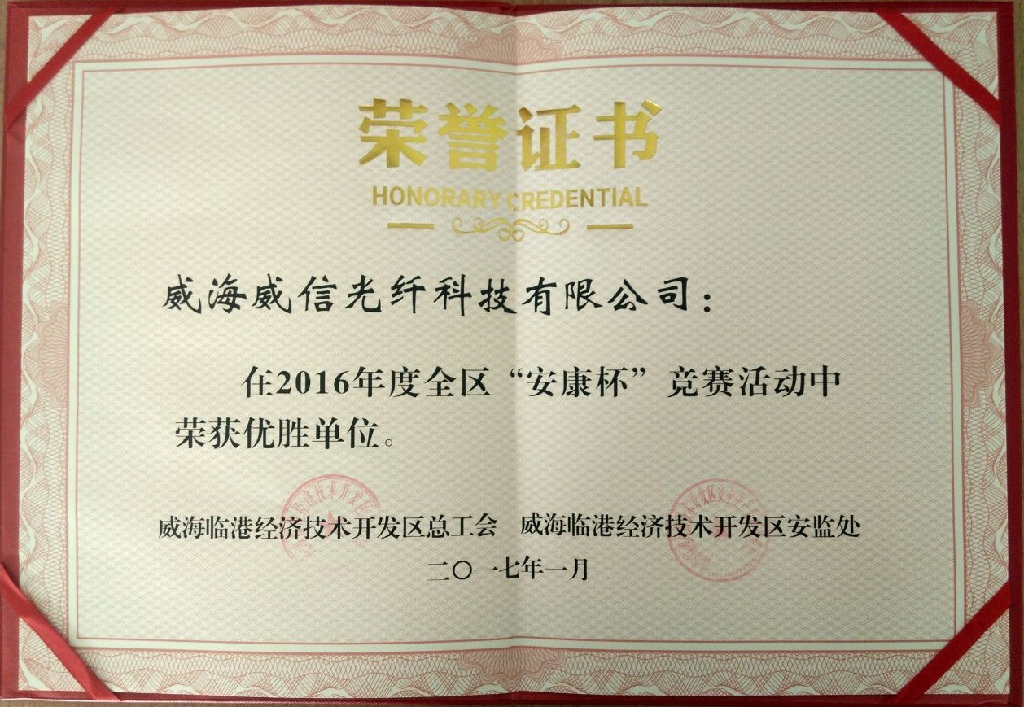 荣誉证书
HONORARY CREDENTIAL
威海威信光纤科技有限公司：
在2016年度全区“安康杯”竞赛活动中
荣获优胜单位。
威海临港经济技术开发区总工会 威海临港经济技术开发区安监处
二〇一七年一月